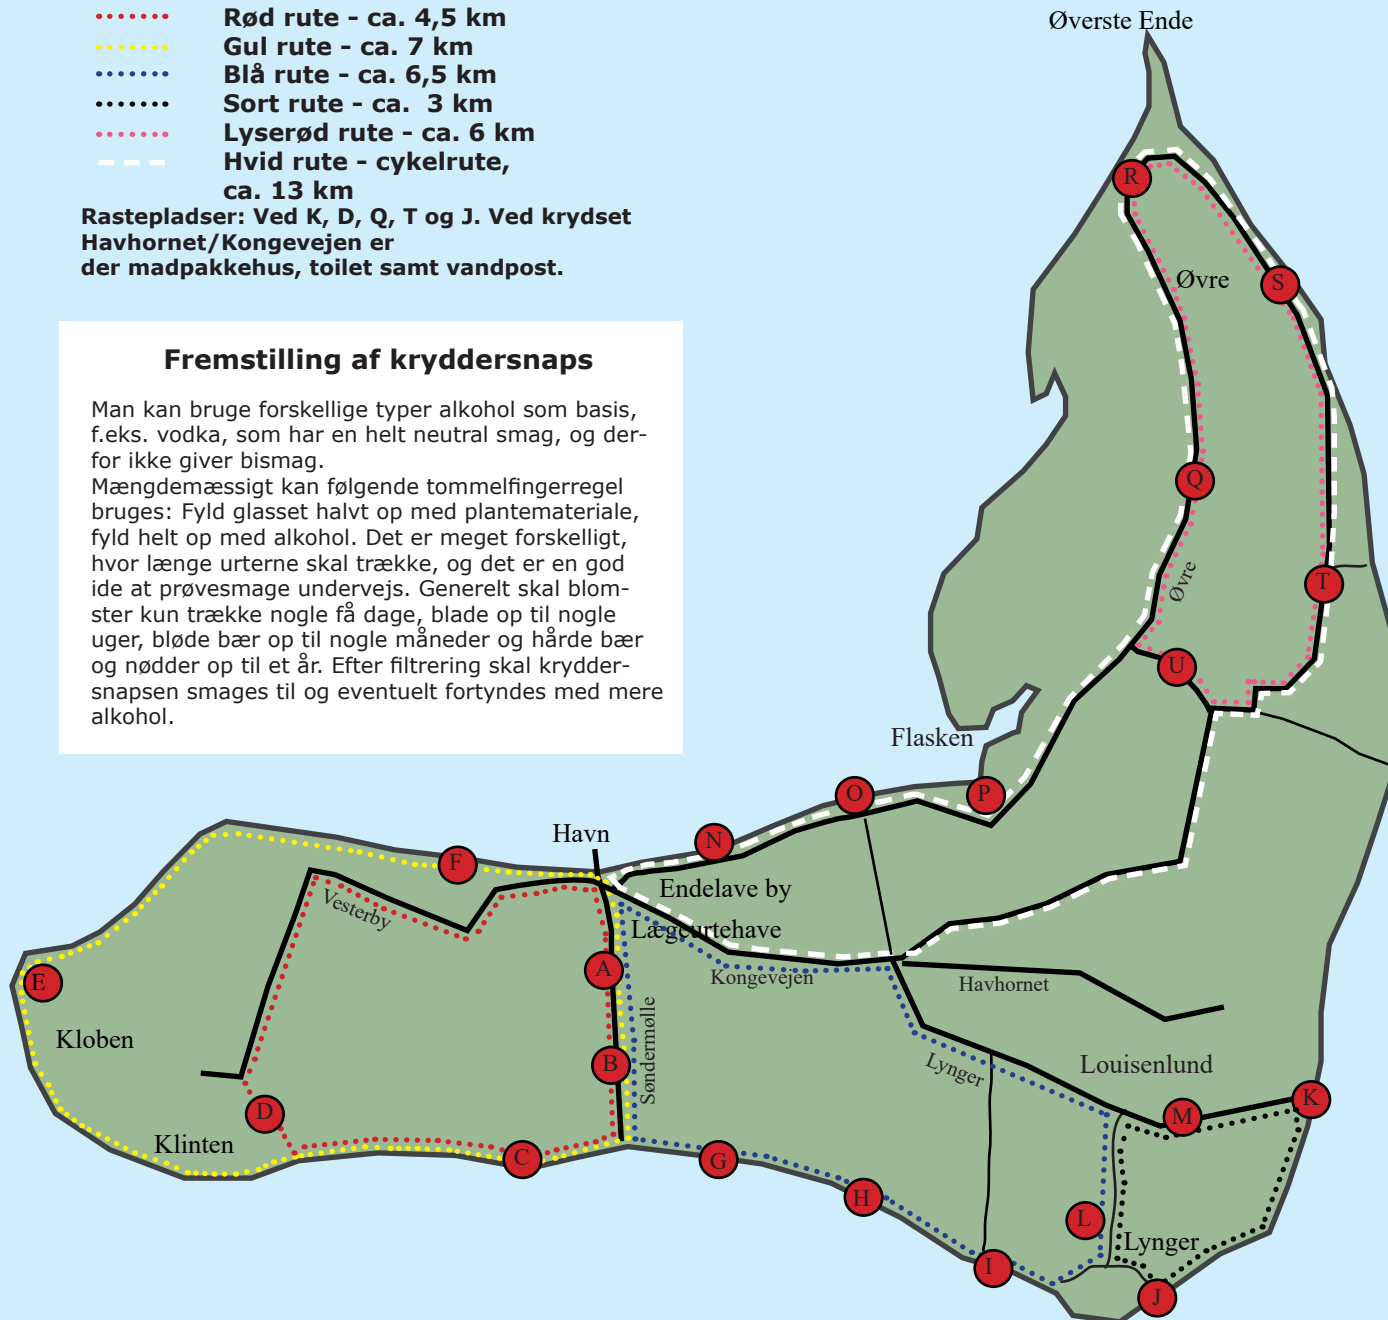 Rød rute - ca. 4,5 km
Gul rute - ca. 7 km
Blå rute - ca. 6,5 km
Sort rute - ca.  3 km
Lyserød rute - ca. 6 km
Hvid rute - cykelrute,
ca. 13 km
Rastepladser: Ved K, D, Q, T og J. Ved krydset
Havhornet/Kongevejen er
der madpakkehus, toilet samt vandpost.
Fremstilling af kryddersnaps
Man kan bruge forskellige typer alkohol som basis,
f.eks. vodka, som har en helt neutral smag, og der-
for ikke giver bismag.
Mængdemæssigt kan følgende tommelfingerregel
bruges: Fyld glasset halvt op med plantemateriale,
fyld helt op med alkohol. Det er meget forskelligt,
hvor længe urterne skal trække, og det er en god
ide at prøvesmage undervejs. Generelt skal blom-
ster kun trække nogle få dage, blade op til nogle
uger, bløde bær op til nogle måneder og hårde bær
og nødder op til et år. Efter filtrering skal krydder-
snapsen smages til og eventuelt fortyndes med mere
alkohol.
Øverste Ende
R
Øvre
S
Q
Øvre
T
U
Flasken
P
O
N
Havn
F
Endelave by
Vesterby
Lægeurtehave
A
Kongevejen
Havhornet
E
Kloben
Søndermølle
B
Lynger
Louisenlund
D
M
K
Klinten
C
G
H
L
Lynger
I
J